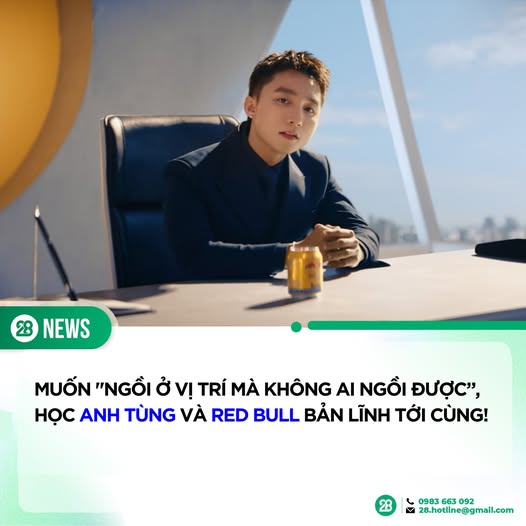 28 NEWS
MUỐN "NGỒI Ở VỊ TRÍ MÀ KHÔNG AI NGỒI ĐƯỢC”,
HỌC ANH TÙNG VÀ RED BULL BẢN LĨNH TỚI CÙNG!
28
0983 663 092
28.hotline@gmail.com